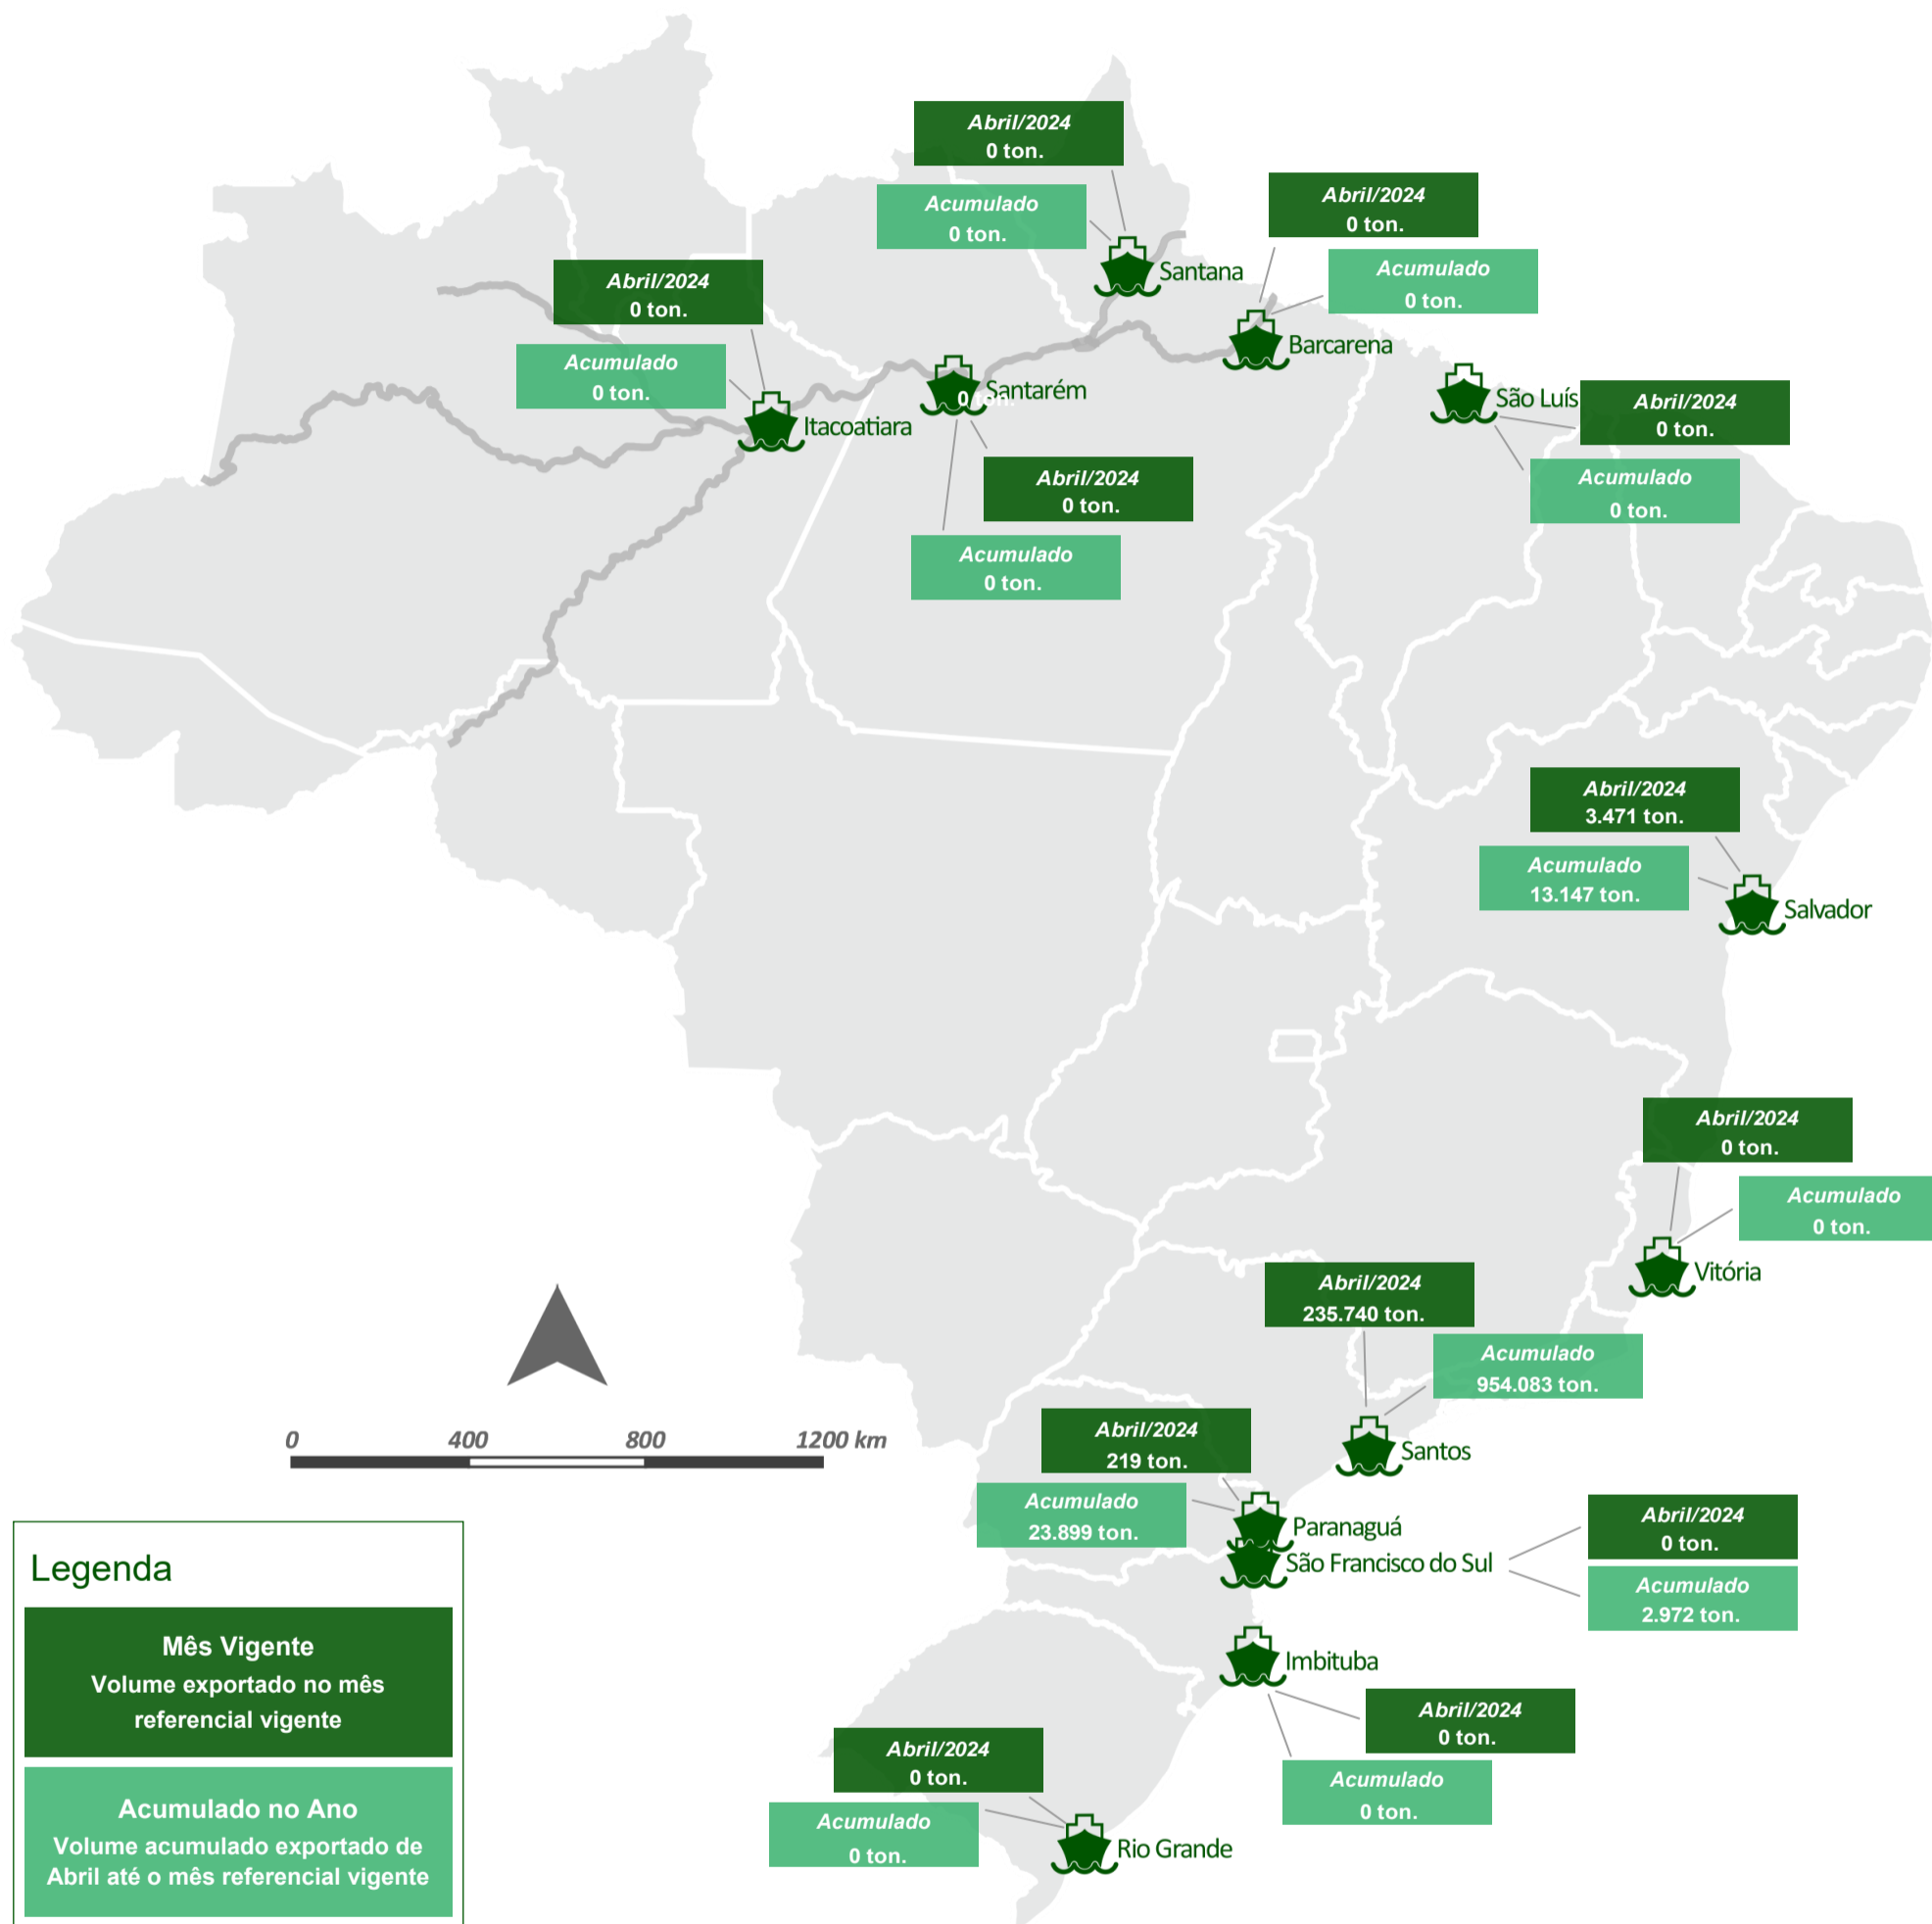 Abril/2024
0 ton.
Acumulado
0 ton.
Santana
Abril/2024
0 ton.
Acumulado
0 ton.
Barcarena
Abril/2024
0 ton.
Acumulado
0 ton.
Itacoatiara
Santarém
0 ton.
Abril/2024
0 ton.
Acumulado
0 ton.
São Luís
Abril/2024
0 ton.
Acumulado
0 ton.
Abril/2024
3.471 ton.
Acumulado
13.147 ton.
Salvador
Abril/2024
0 ton.
Acumulado
0 ton.
Vitória
Abril/2024
235.740 ton.
Acumulado
954.083 ton.
Santos
Abril/2024
219 ton.
Acumulado
23.899 ton.
Paranaguá
São Francisco do Sul
Abril/2024
0 ton.
Acumulado
2.972 ton.
Imbituba
Abril/2024
0 ton.
Acumulado
0 ton.
Abril/2024
0 ton.
Acumulado
0 ton.
Rio Grande
0 400 800 1200 km
Legenda
Mês Vigente
Volume exportado no mês
referencial vigente
Acumulado no Ano
Volume acumulado exportado de
Abril até o mês referencial vigente